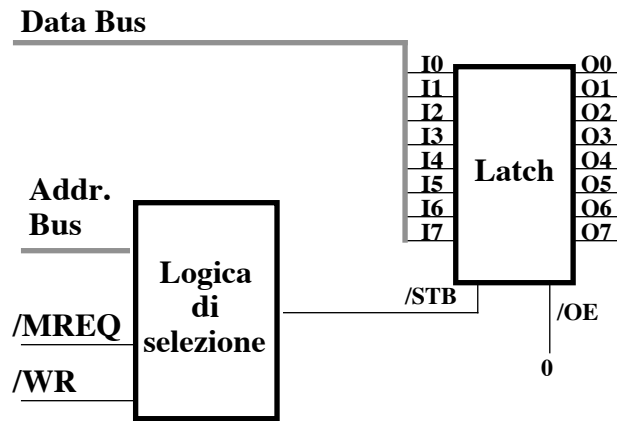 Data Bus
I0
I1
I2
I3
I4
I5
I6
I7
Latch
O0
O1
O2
O3
O4
O5
O6
O7
Addr.
Bus
Logica
di
selezione
/MREQ
/WR
/STB
/OE
0